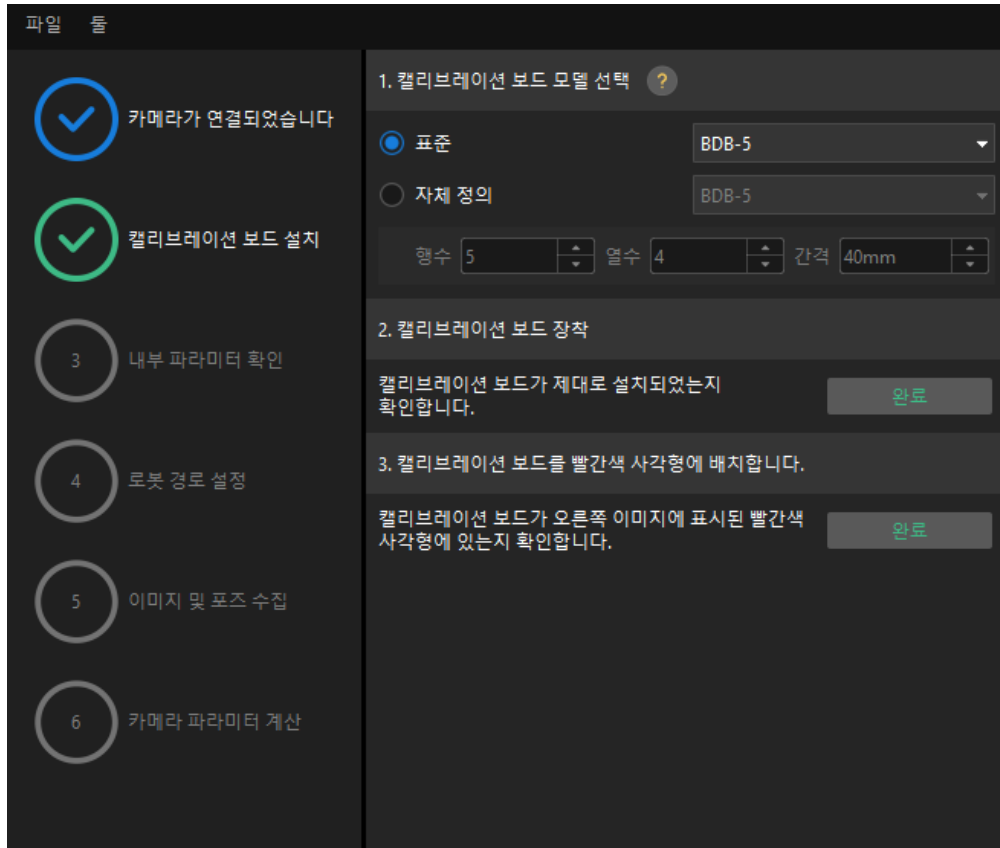 파일 툴
카메라가 연결되었습니다
캘리브레이션 보드 설치
3 내부 파라미터 확인
4 로봇 경로 설정
5 이미지 및 포즈 수집
6 카메라 파라미터 계산
1. 캘리브레이션 보드 모델 선택 ?
표준 BDB-5
자체 정의 BDB-5
행수 5 열수 4 간격 40mm
2. 캘리브레이션 보드 장착
캘리브레이션 보드가 제대로 설치되었는지
확인합니다.
완료
3. 캘리브레이션 보드를 빨간색 사각형에 배치합니다.
캘리브레이션 보드가 오른쪽 이미지에 표시된 빨간색
사각형에 있는지 확인합니다.
완료